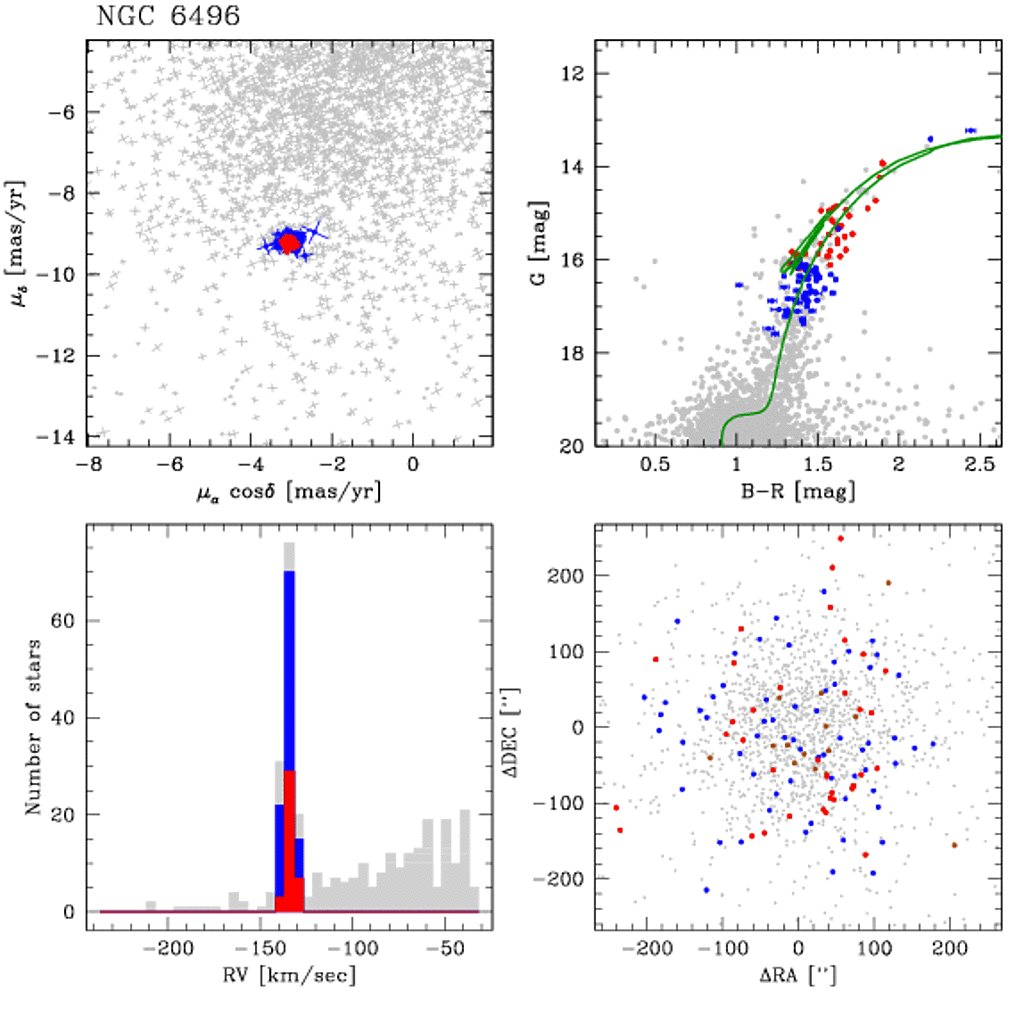 NGC 6496
μδ [mas/yr]
−6
−8
−10
−12
−14
−8 −6 −4 −2 0
μα cosδ [mas/yr]
G [mag]
12
14
16
18
20
0.5 1 1.5 2 2.5
B−R [mag]
Number of stars
60
40
20
0
−200 −150 −100 −50
RV [km/sec]
ΔDEC ["]
200
100
0
−100
−200
−200 −100 0 100 200
ΔRA ["]